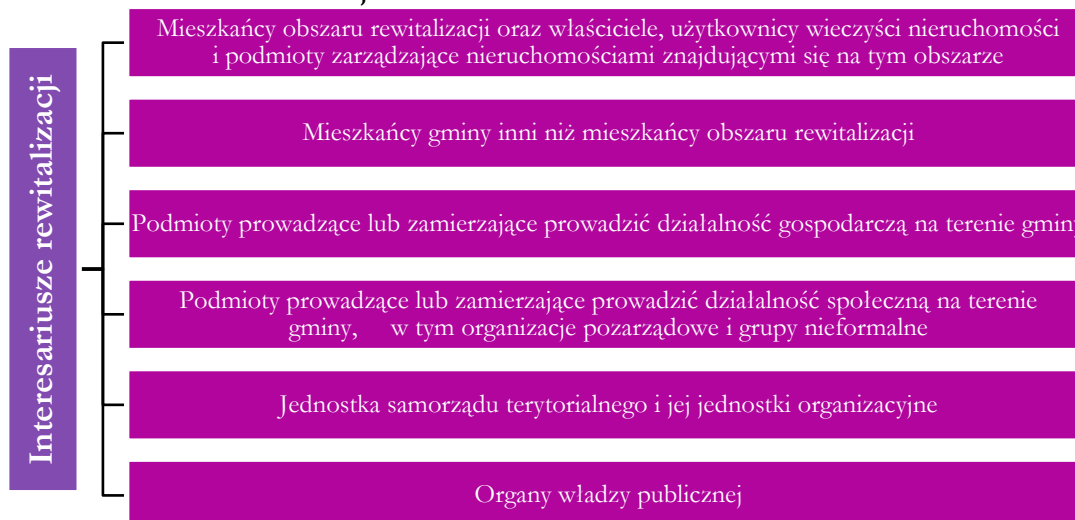 Interesariusze rewitalizacji
Mieszkańcy obszaru rewitalizacji oraz właściciele, użytkownicy wieczyści nieruchomości
i podmioty zarządzające nieruchomościami znajdującymi się na tym obszarze
Mieszkańcy gminy inni niż mieszkańcy obszaru rewitalizacji
Podmioty prowadzące lub zamierzające prowadzić działalność gospodarczą na terenie gminy
Podmioty prowadzące lub zamierzające prowadzić działalność społeczną na terenie
gminy, w tym organizacje pozarządowe i grupy nieformalne
Jednostka samorządu terytorialnego i jej jednostki organizacyjne
Organy władzy publicznej